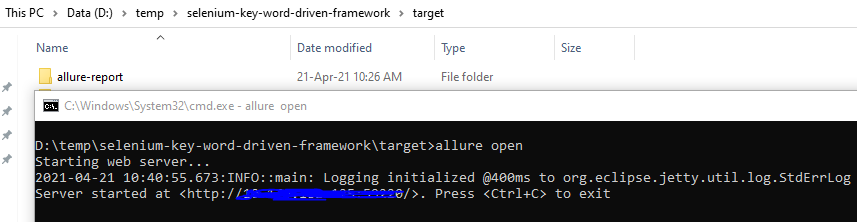 This PC > Data (D:) > temp > selenium-key-word-driven-framework > target
Name Date modified Type Size
allure-report 21-Apr-21 10:26 AM File folder
C:\Windows\System32\cmd.exe - allure open
D:\temp\selenium-key-word-driven-framework\target>allure open
Starting web server...
2021-04-21 10:40:55.673:INFO::main: Logging initialized @400ms to org.eclipse.jetty.util.log.StdErrLog
Server started at <http:// />. Press <Ctrl+C> to exit